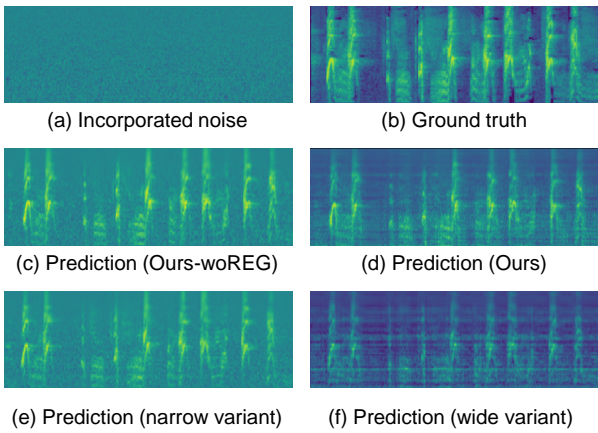 (a) Incorporated noise
(b) Ground truth
(c) Prediction (Ours-woREG)
(d) Prediction (Ours)
(e) Prediction (narrow variant)
(f) Prediction (wide variant)